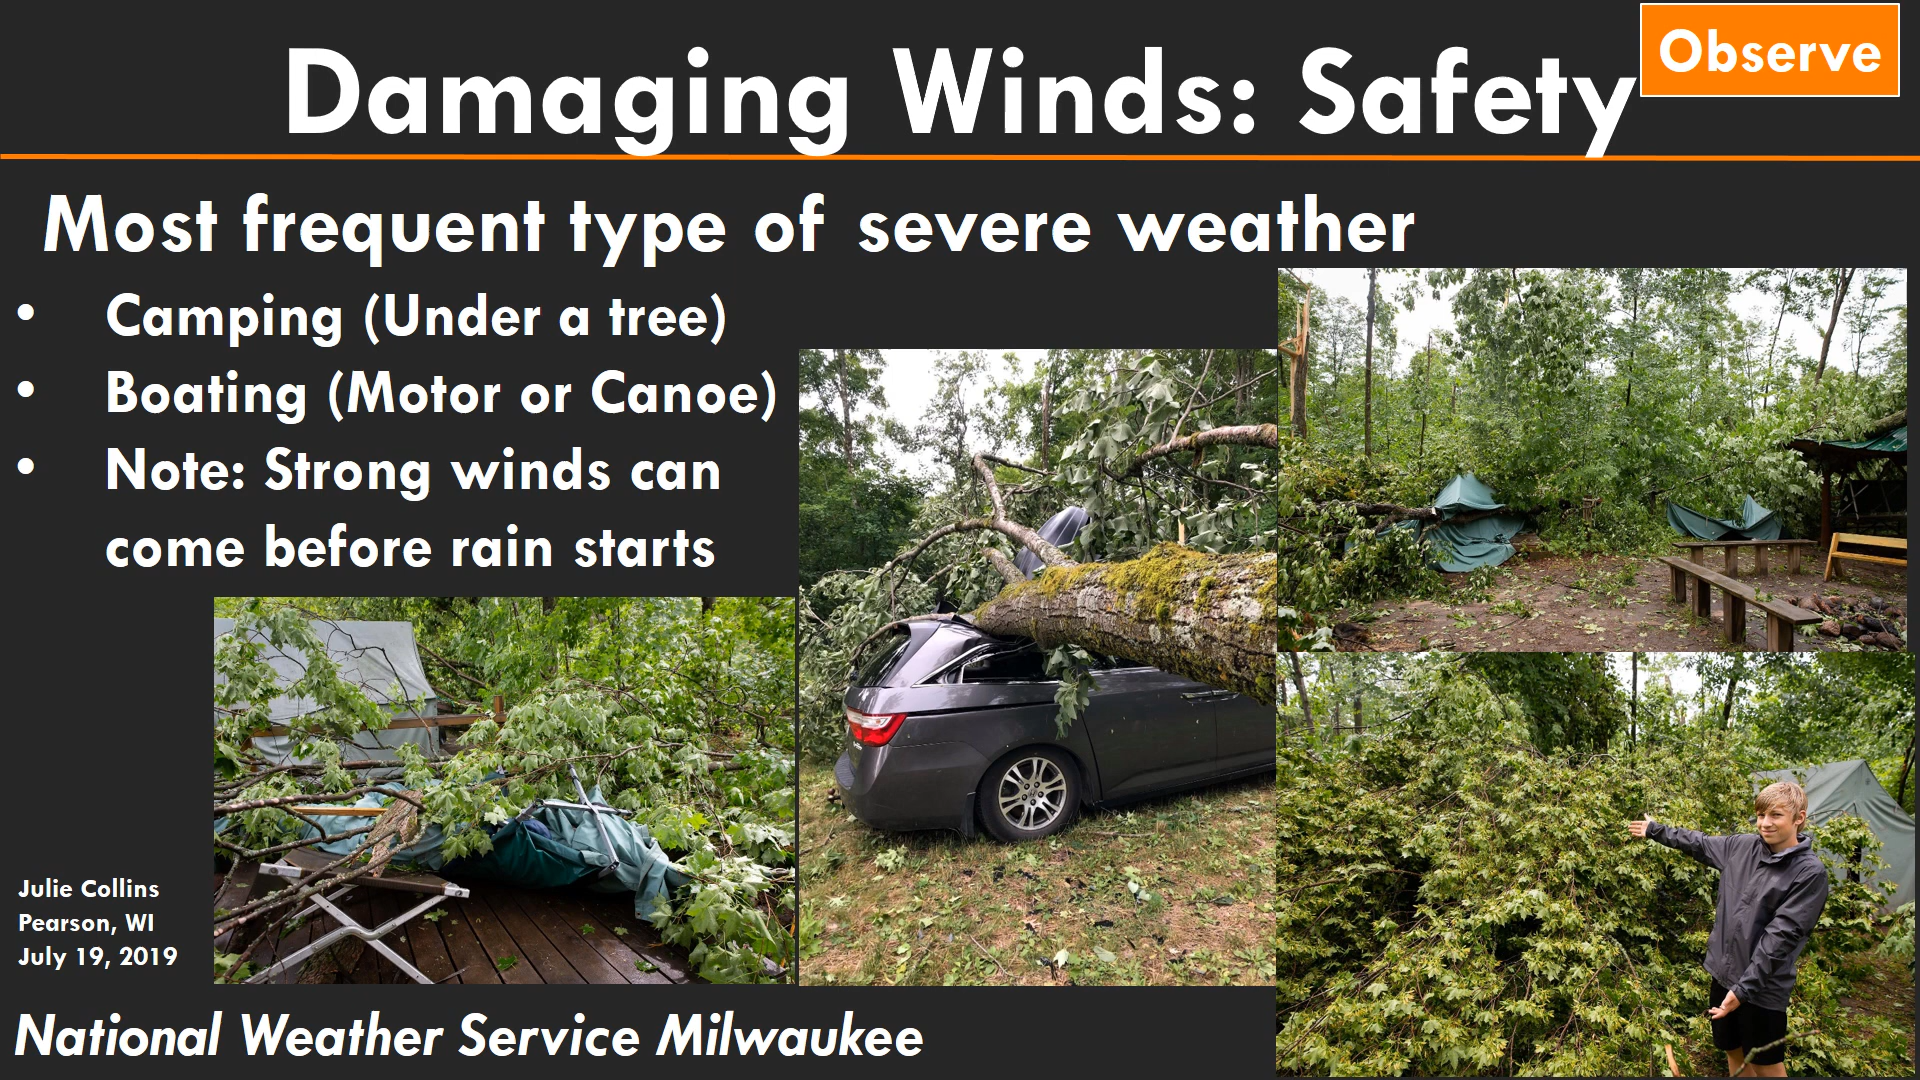 Damaging Winds: Safety
Observe
Most frequent type of severe weather
• Camping (Under a tree)
• Boating (Motor or Canoe)
• Note: Strong winds can
come before rain starts
Julie Collins
Pearson, WI
July 19, 2019
National Weather Service Milwaukee